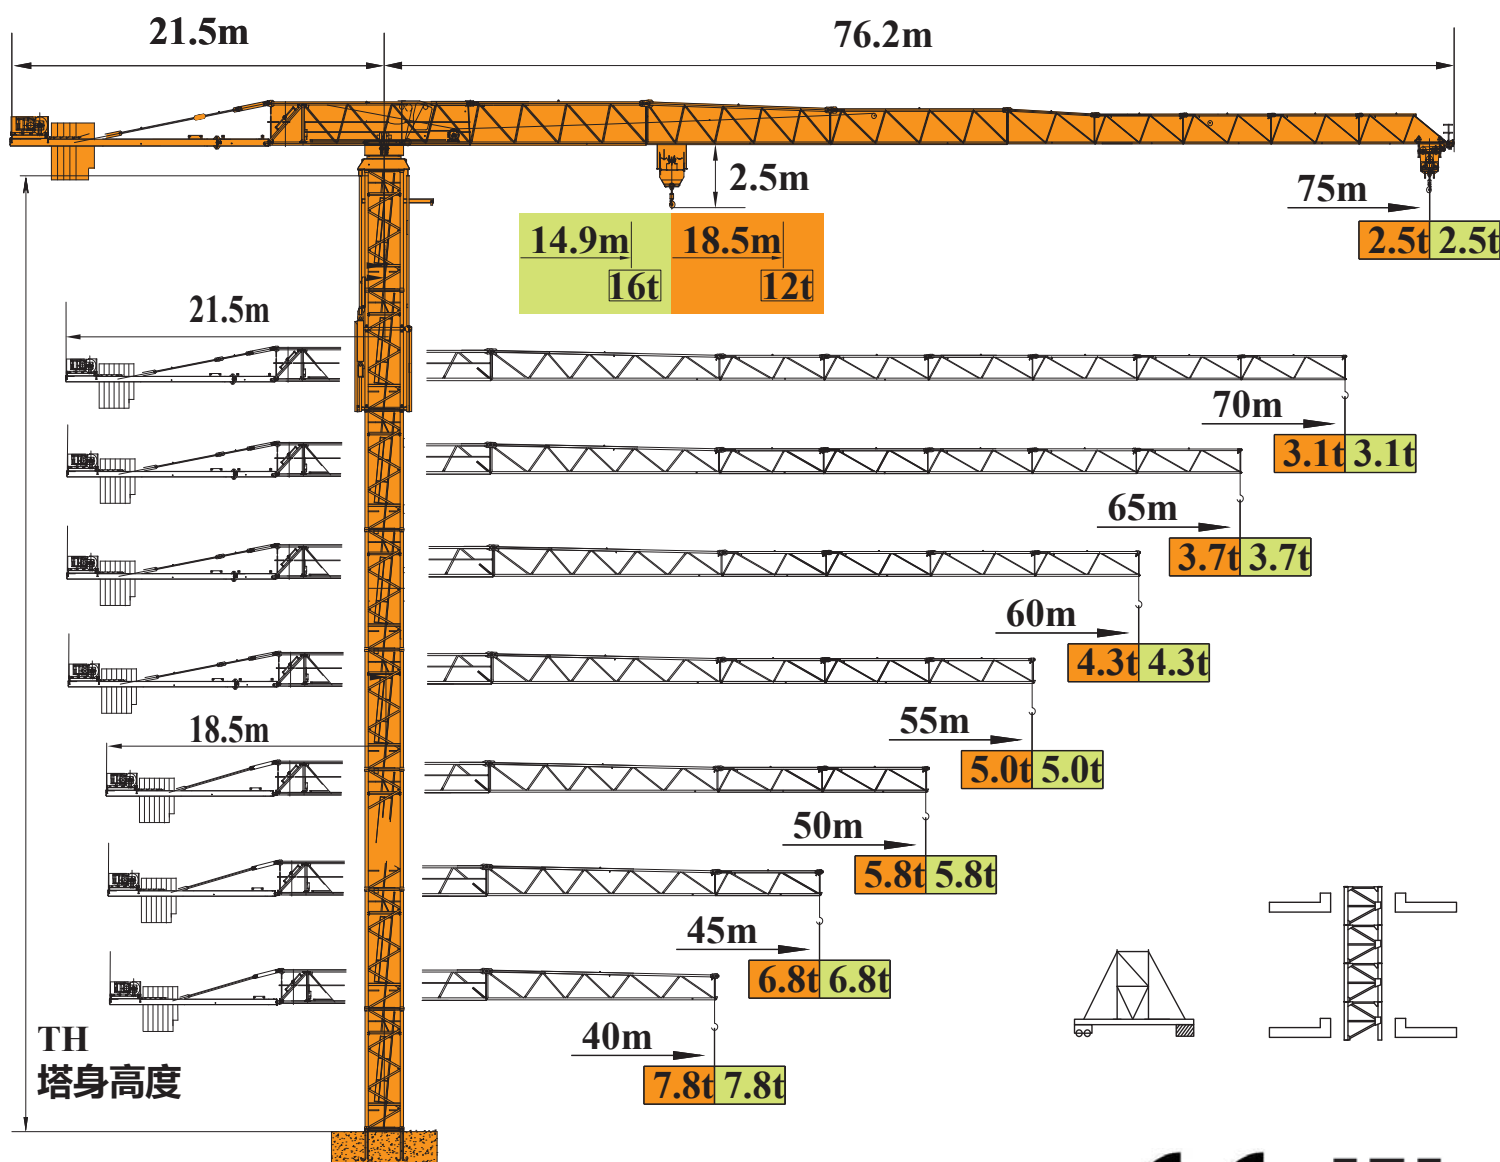 21.5m
76.2m
2.5m
75m
14.9m
18.5m
2.5t 2.5t
16t
12t
21.5m
70m
3.1t 3.1t
65m
3.7t 3.7t
60m
4.3t 4.3t
55m
5.0t 5.0t
18.5m
50m
5.8t 5.8t
45m
6.8t 6.8t
TH
塔身高度
40m
7.8t 7.8t